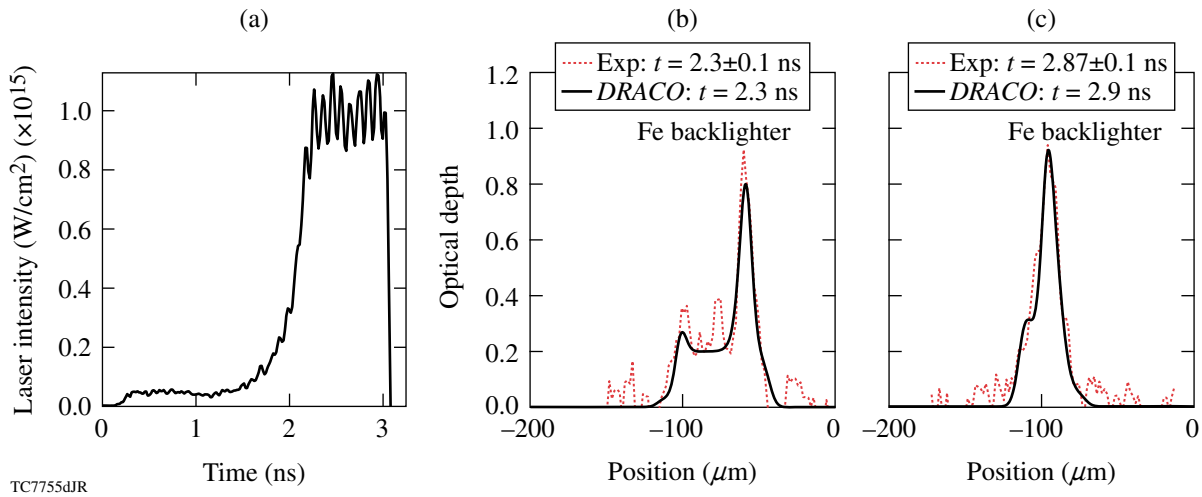 (a)
Laser intensity (W/cm²) (×10¹⁵)
1.0
0.8
0.6
0.4
0.2
0.0
0
1
2
3
Time (ns)
TC7755dJR
(b)
Exp: t = 2.3±0.1 ns
DRACO: t = 2.3 ns
Fe backlighter
Optical depth
1.2
1.0
0.8
0.6
0.4
0.2
0.0
–200
–100
0
Position (μm)
(c)
Exp: t = 2.87±0.1 ns
DRACO: t = 2.9 ns
Fe backlighter
–200
–100
0
Position (μm)